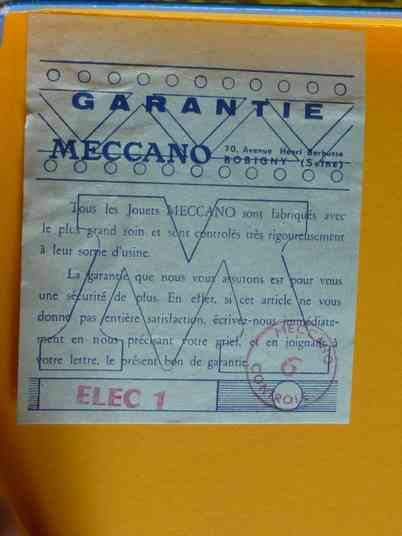 GARANTIE
MECCANO 70, Avenue Henri Barbusse
BOBIGNY (Seine)
Tous les Jouets MECCANO sont fabriqués avec
le plus grand soin et sont contrôlés très rigoureusement
à leur sortie d'usine.
La garantie que nous vous assurons est pour vous
une sécurité de plus. En effet, si cet article ne vous
donne pas entière satisfaction, écrivez-nous immédiate-
ment en nous précisant votre grief, et en joignant à
votre lettre, le présent bon de garantie.
MECCANO
6
CONTROLE
ELEC 1